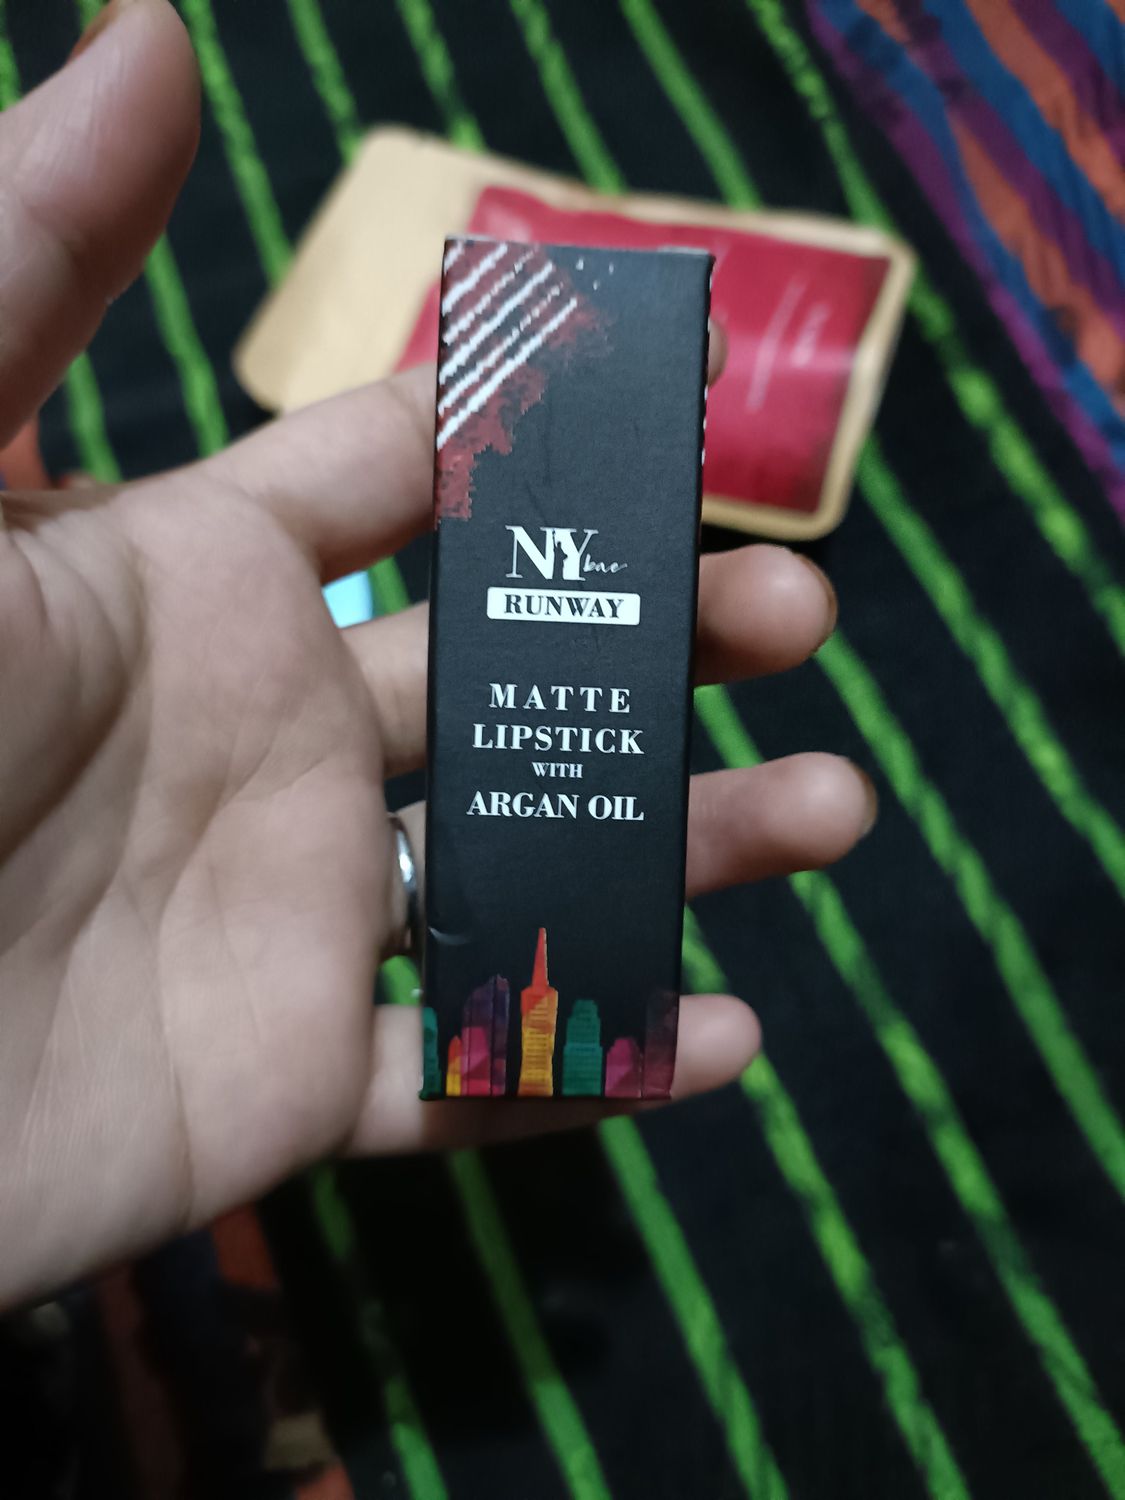 NY bae
RUNWAY
MATTE
LIPSTICK
WITH
ARGAN OIL